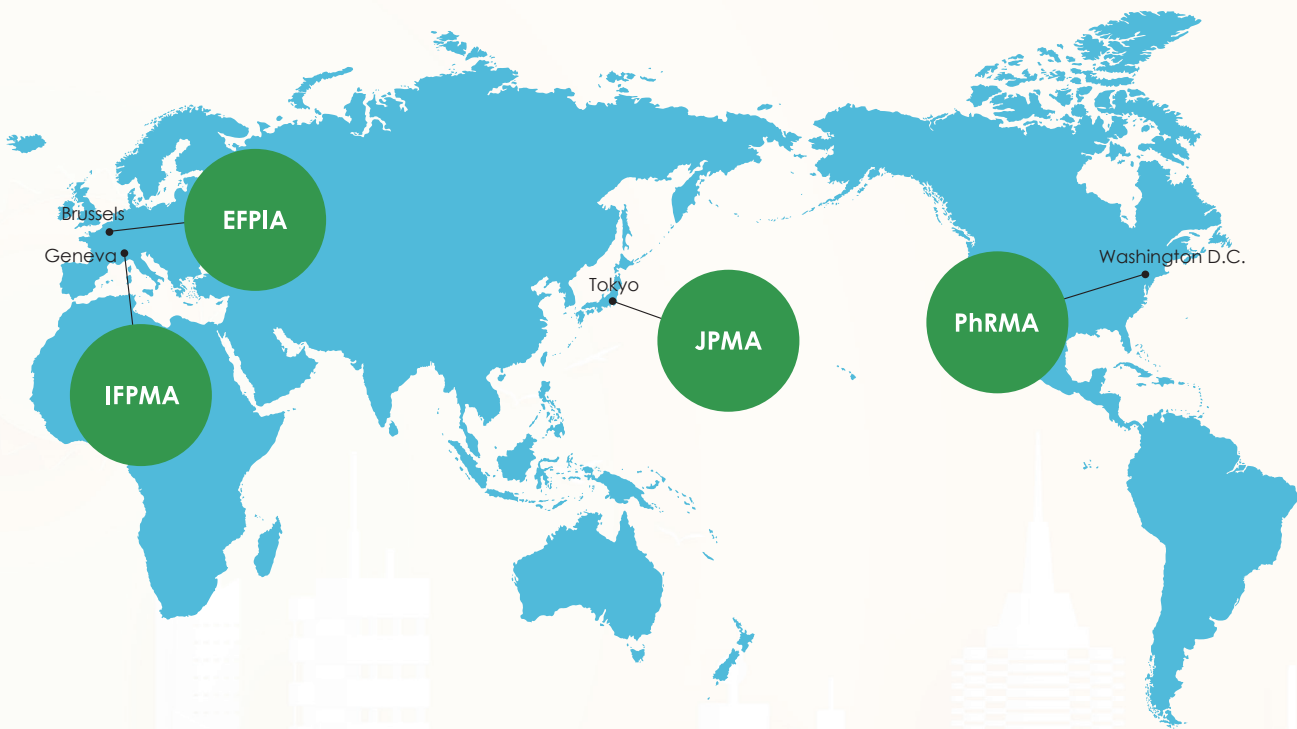 Brussels
EFPIA
Geneva
IFPMA
Tokyo
JPMA
Washington D.C.
PhRMA